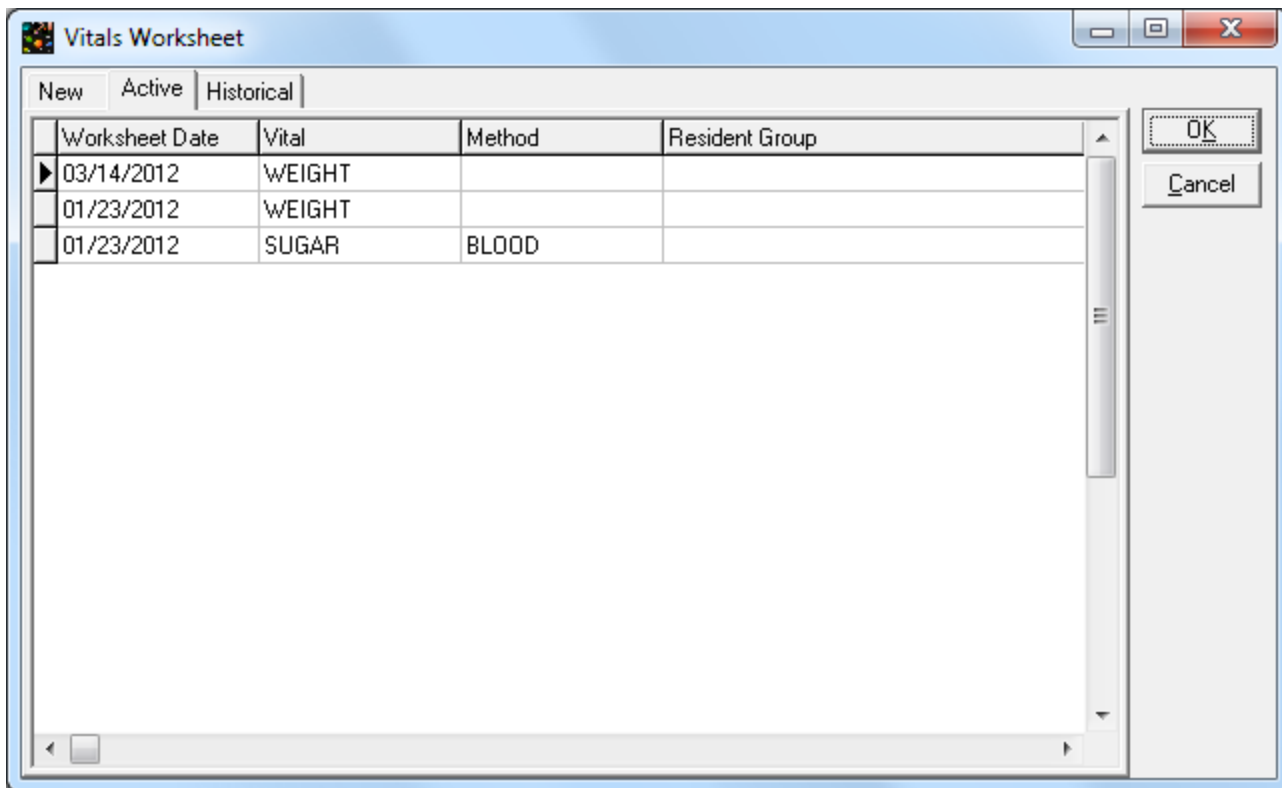 Vitals Worksheet
New Active Historical
Worksheet Date Vital Method Resident Group
03/14/2012 WEIGHT
01/23/2012 WEIGHT
01/23/2012 SUGAR BLOOD
OK
Cancel